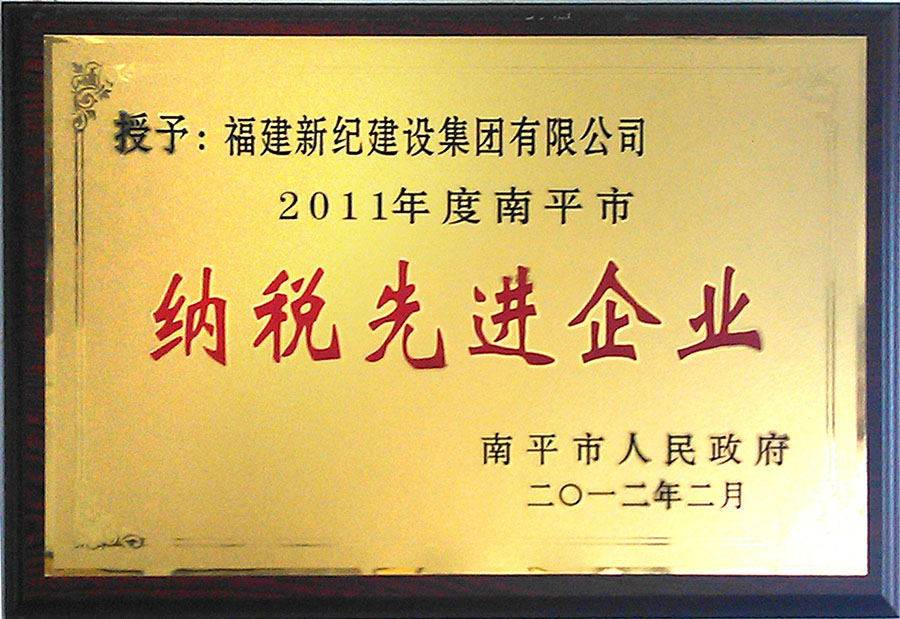 授予：福建新纪建设集团有限公司
2011年度南平市
纳税先进企业
南平市人民政府
二〇一二年二月